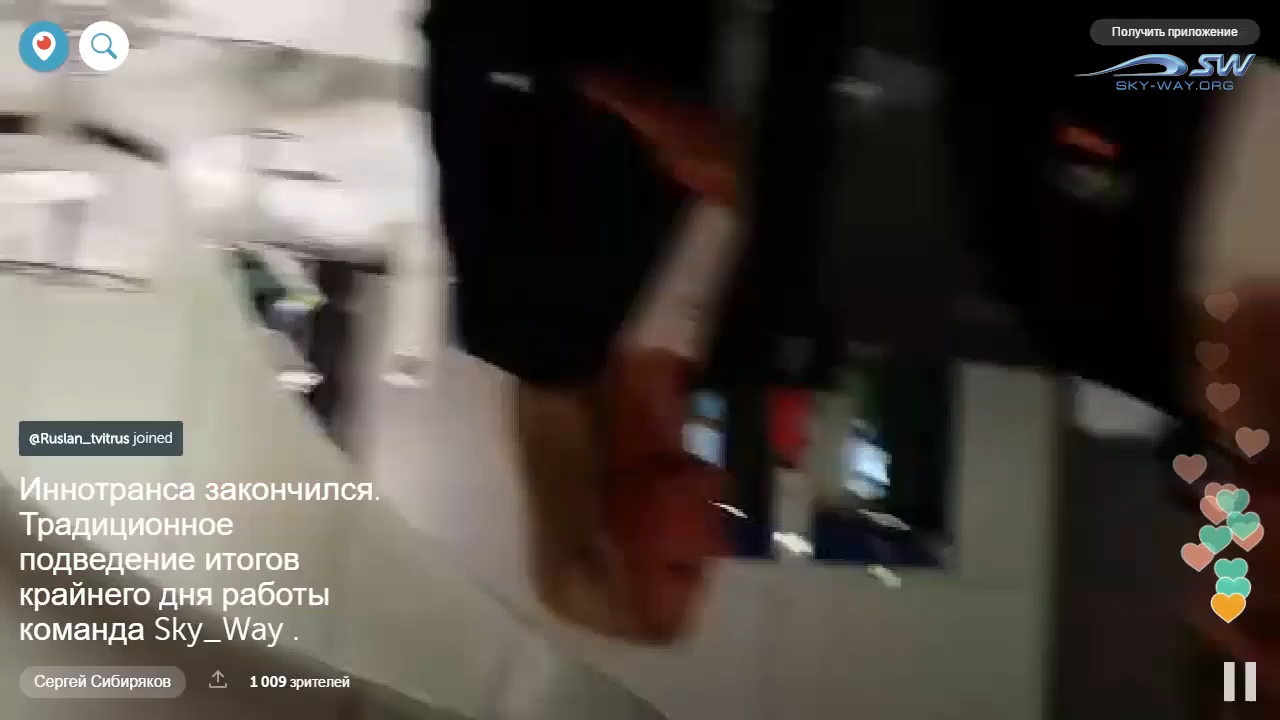 Получить приложение
SW
SKY-WAY.ORG
@Ruslan_tvitrus joined
Иннотранса закончился.
Традиционное
подведение итогов
крайнего дня работы
команда Sky_Way .
Сергей Сибиряков
1 009 зрителей